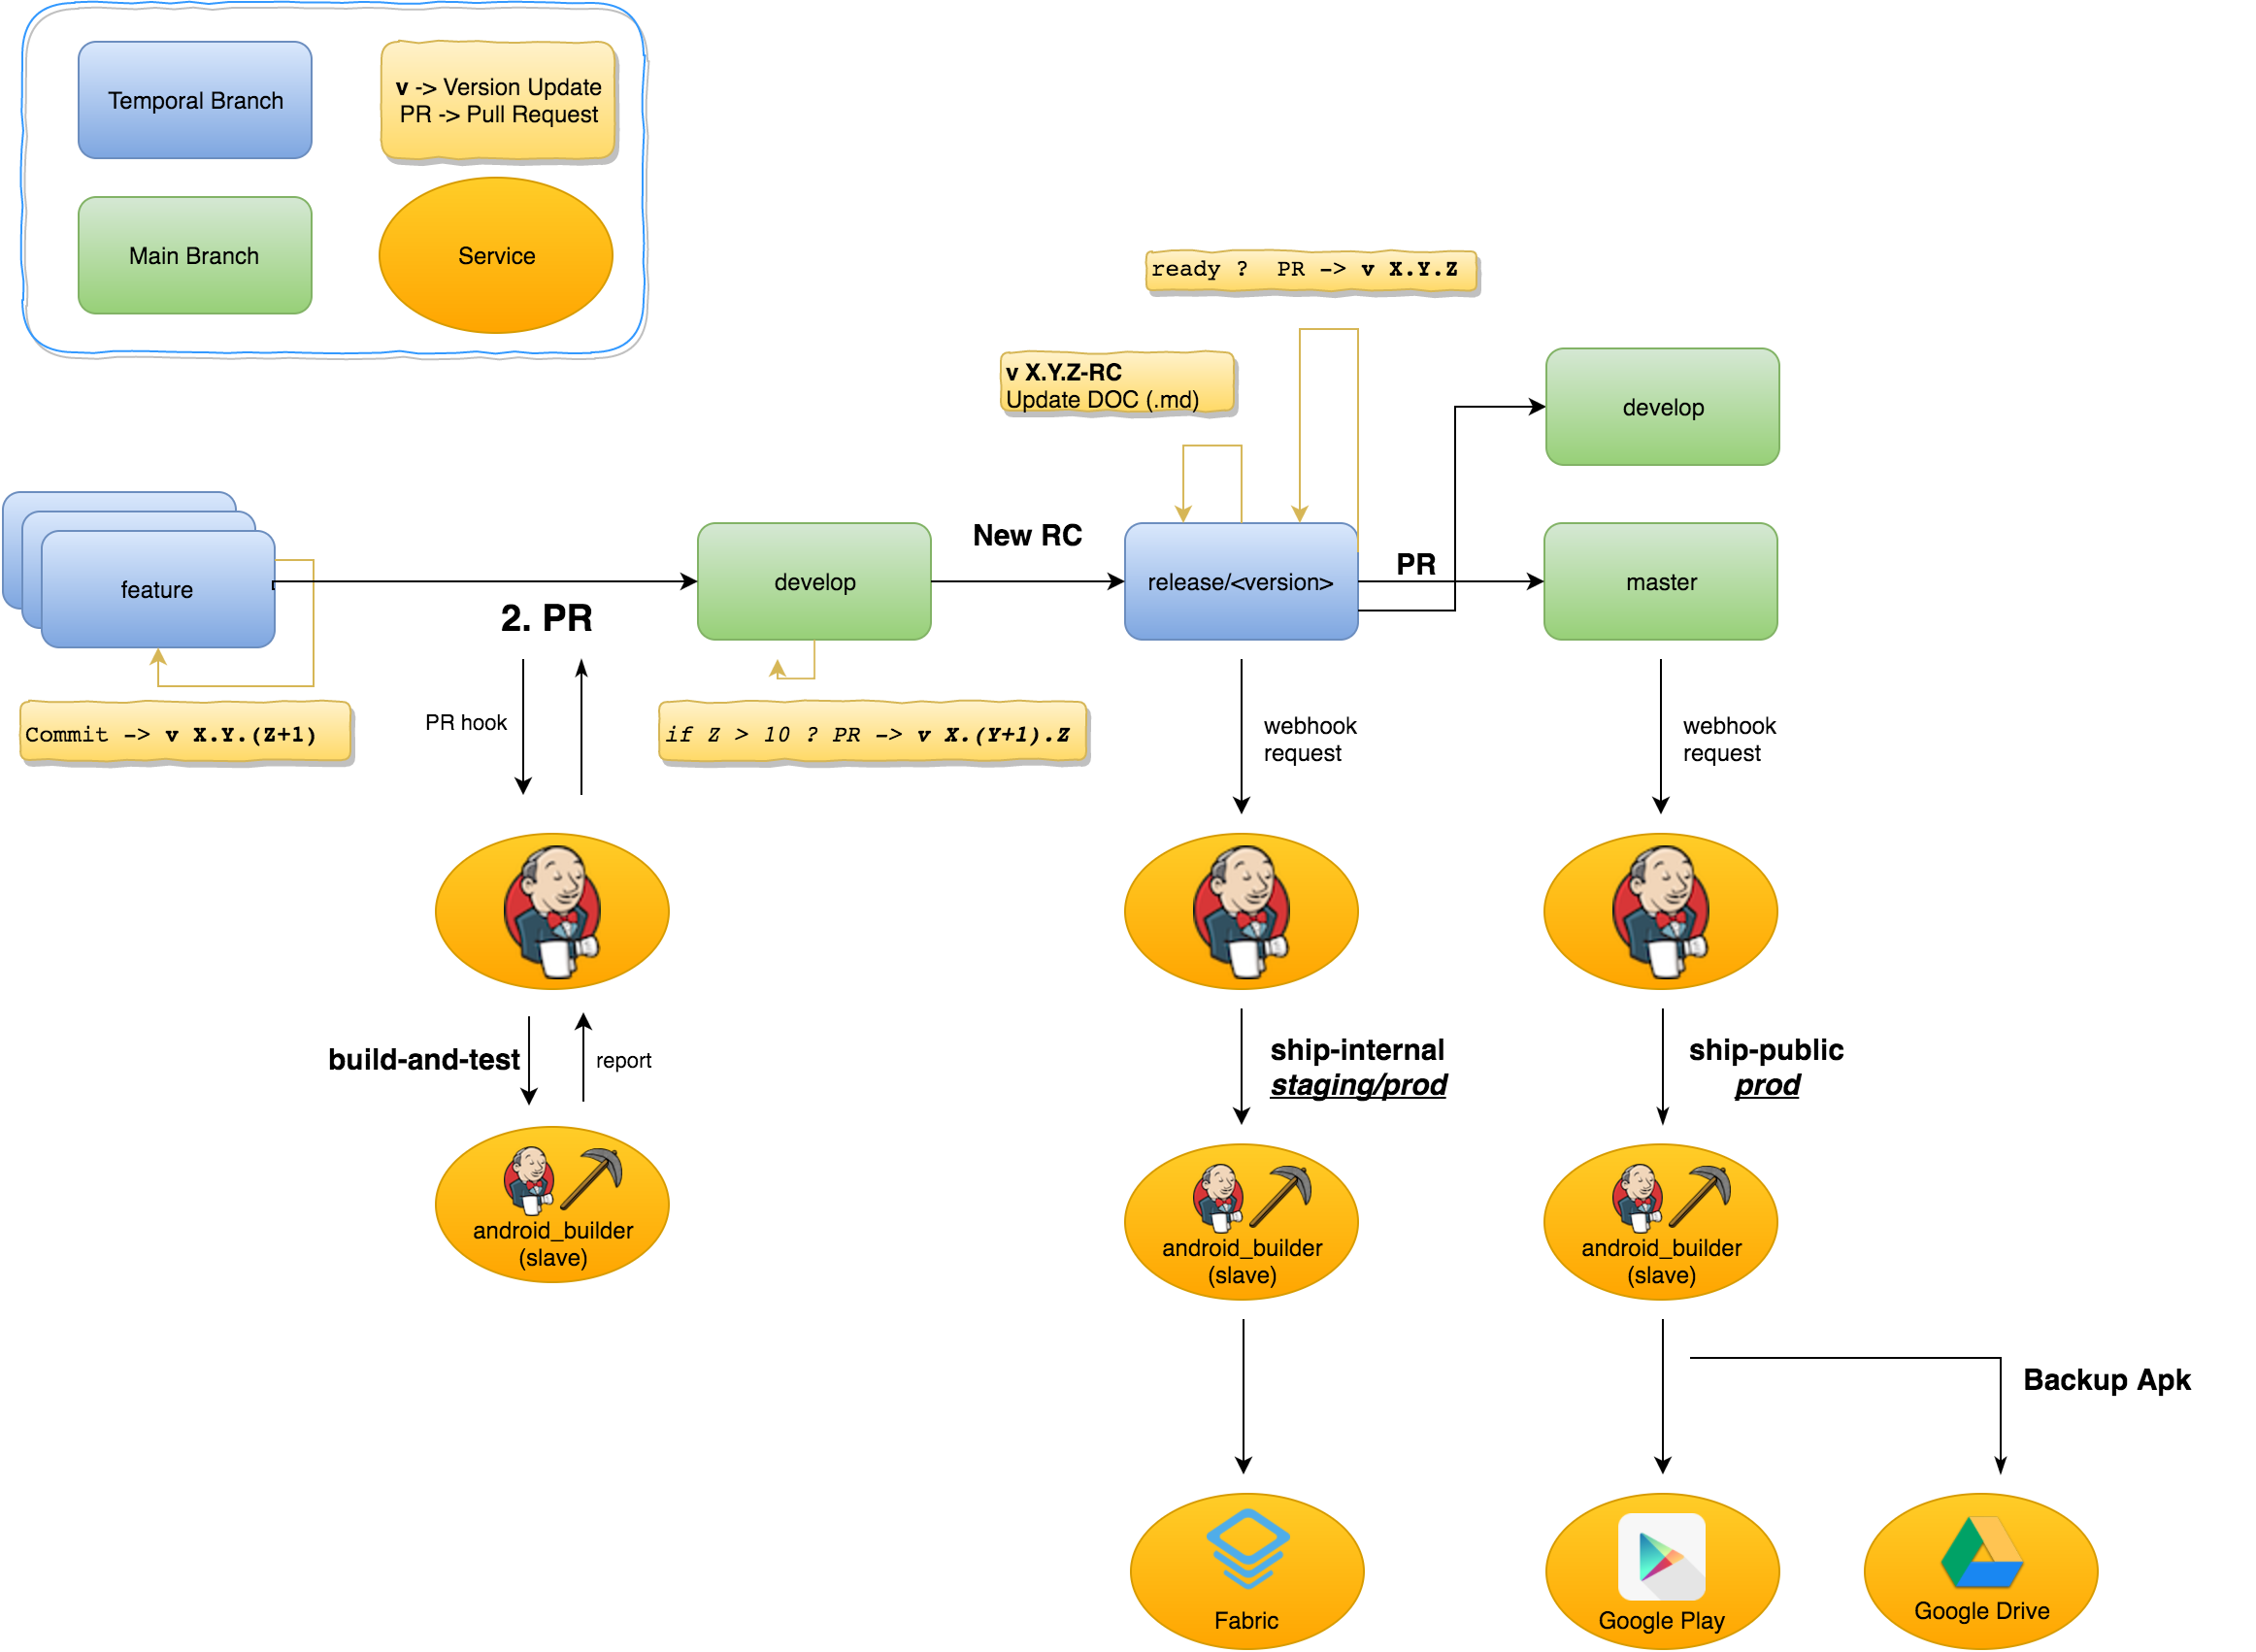 Temporal Branch
v -> Version Update
PR -> Pull Request
Main Branch
Service
ready ?  PR -> v X.Y.Z
v X.Y.Z-RC
Update DOC (.md)
develop
feature
2. PR
develop
New RC
release/<version>
PR
master
Commit -> v X.Y.(Z+1)
PR hook
if Z > 10 ? PR -> v X.(Y+1).Z
webhook
request
webhook
request
build-and-test
report
ship-internal
staging/prod
ship-public
prod
android_builder
(slave)
android_builder
(slave)
android_builder
(slave)
Backup Apk
Fabric
Google Play
Google Drive